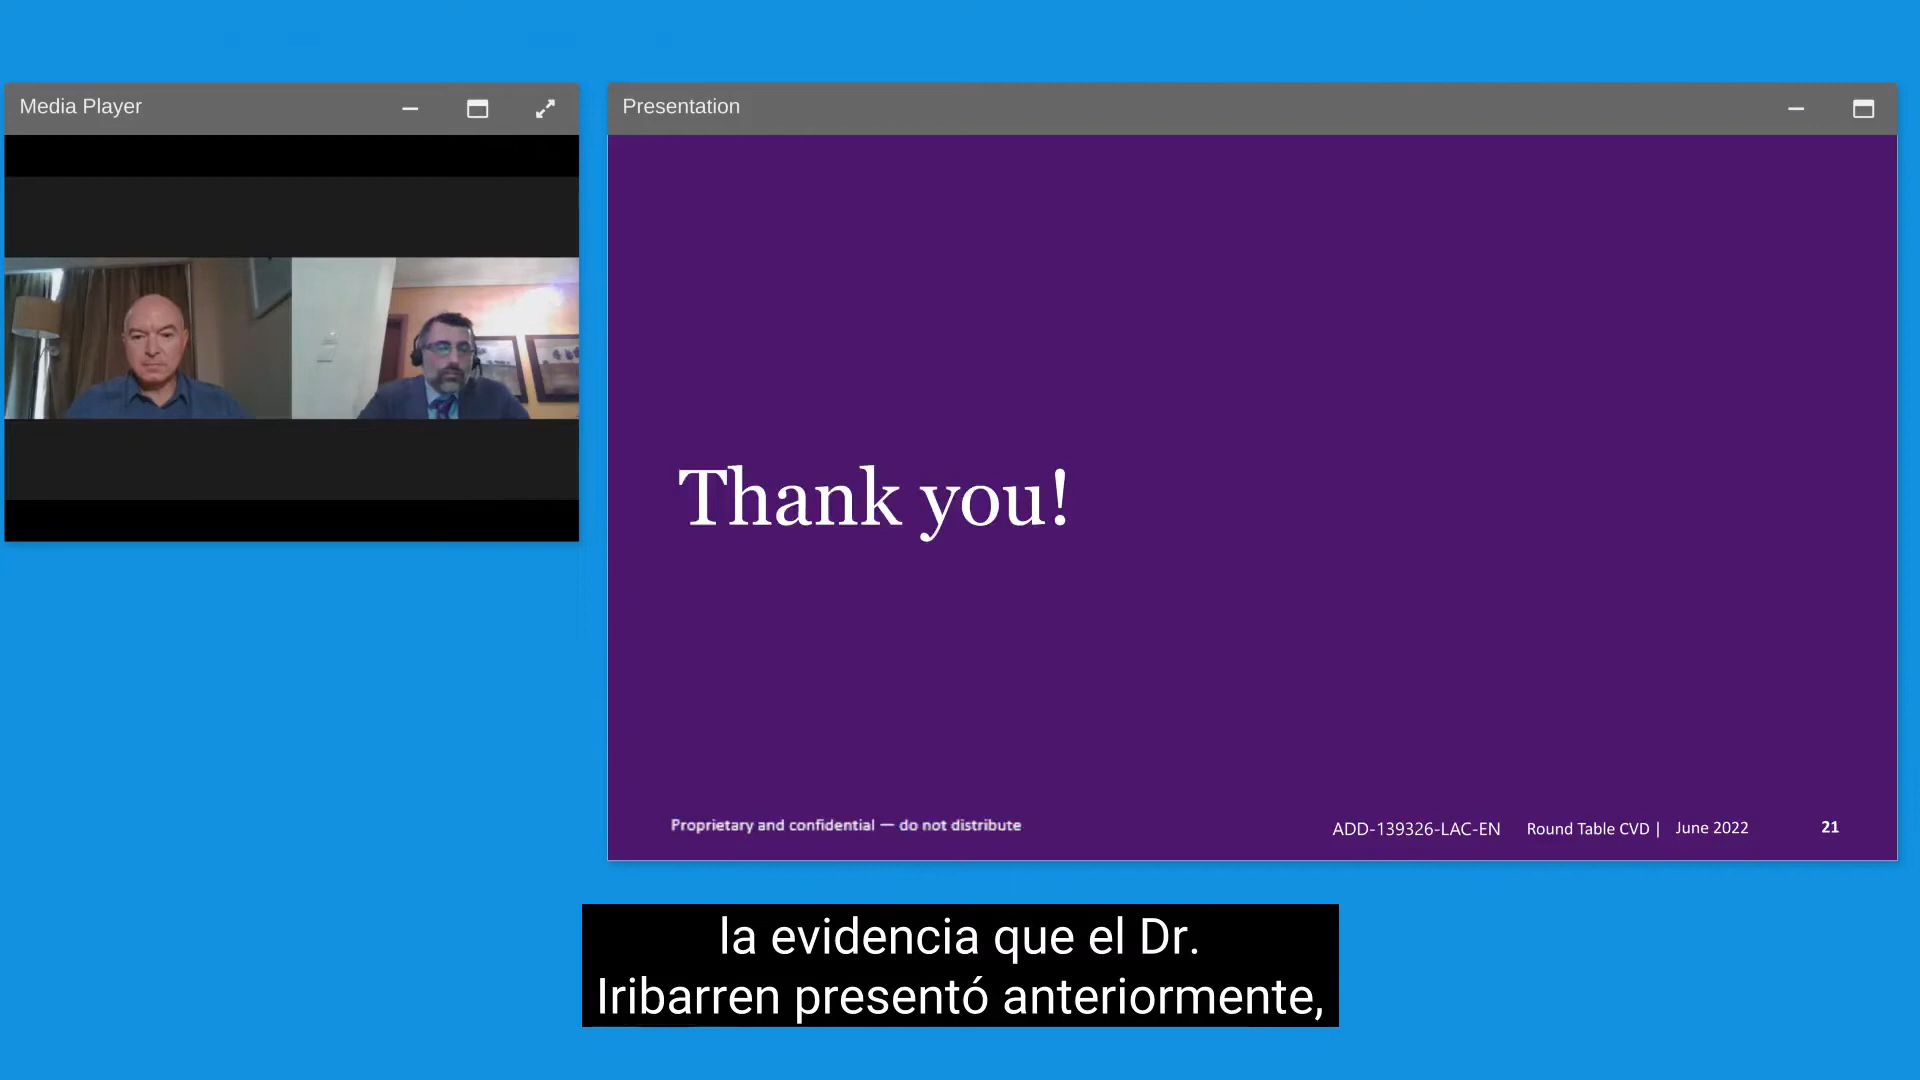 Media Player
Presentation
Thank you!
Proprietary and confidential — do not distribute
ADD-139326-LAC-EN Round Table CVD | June 2022 21
la evidencia que el Dr.
Iribarren presentó anteriormente,